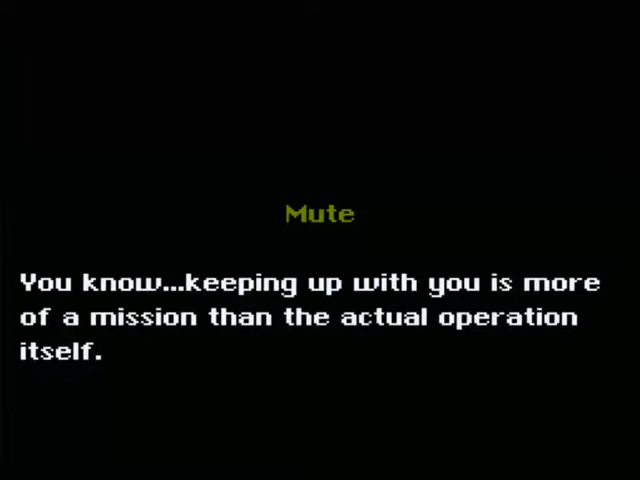 Mute
You know...keeping up with you is more
of a mission than the actual operation
itself.